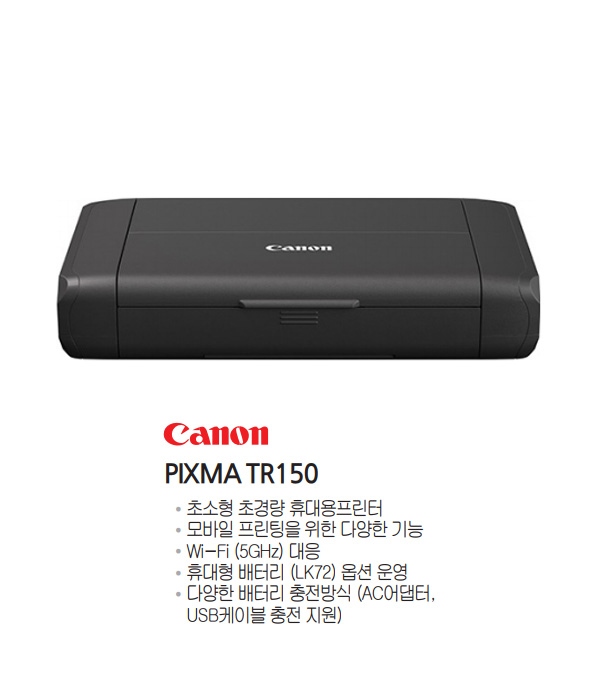 Canon
Canon
PIXMA TR150
• 초소형 초경량 휴대용프린터
• 모바일 프린팅을 위한 다양한 기능
• Wi-Fi (5GHz) 대응
• 휴대형 배터리 (LK72) 옵션 운영
• 다양한 배터리 충전방식 (AC어댑터,
USB케이블 충전 지원)